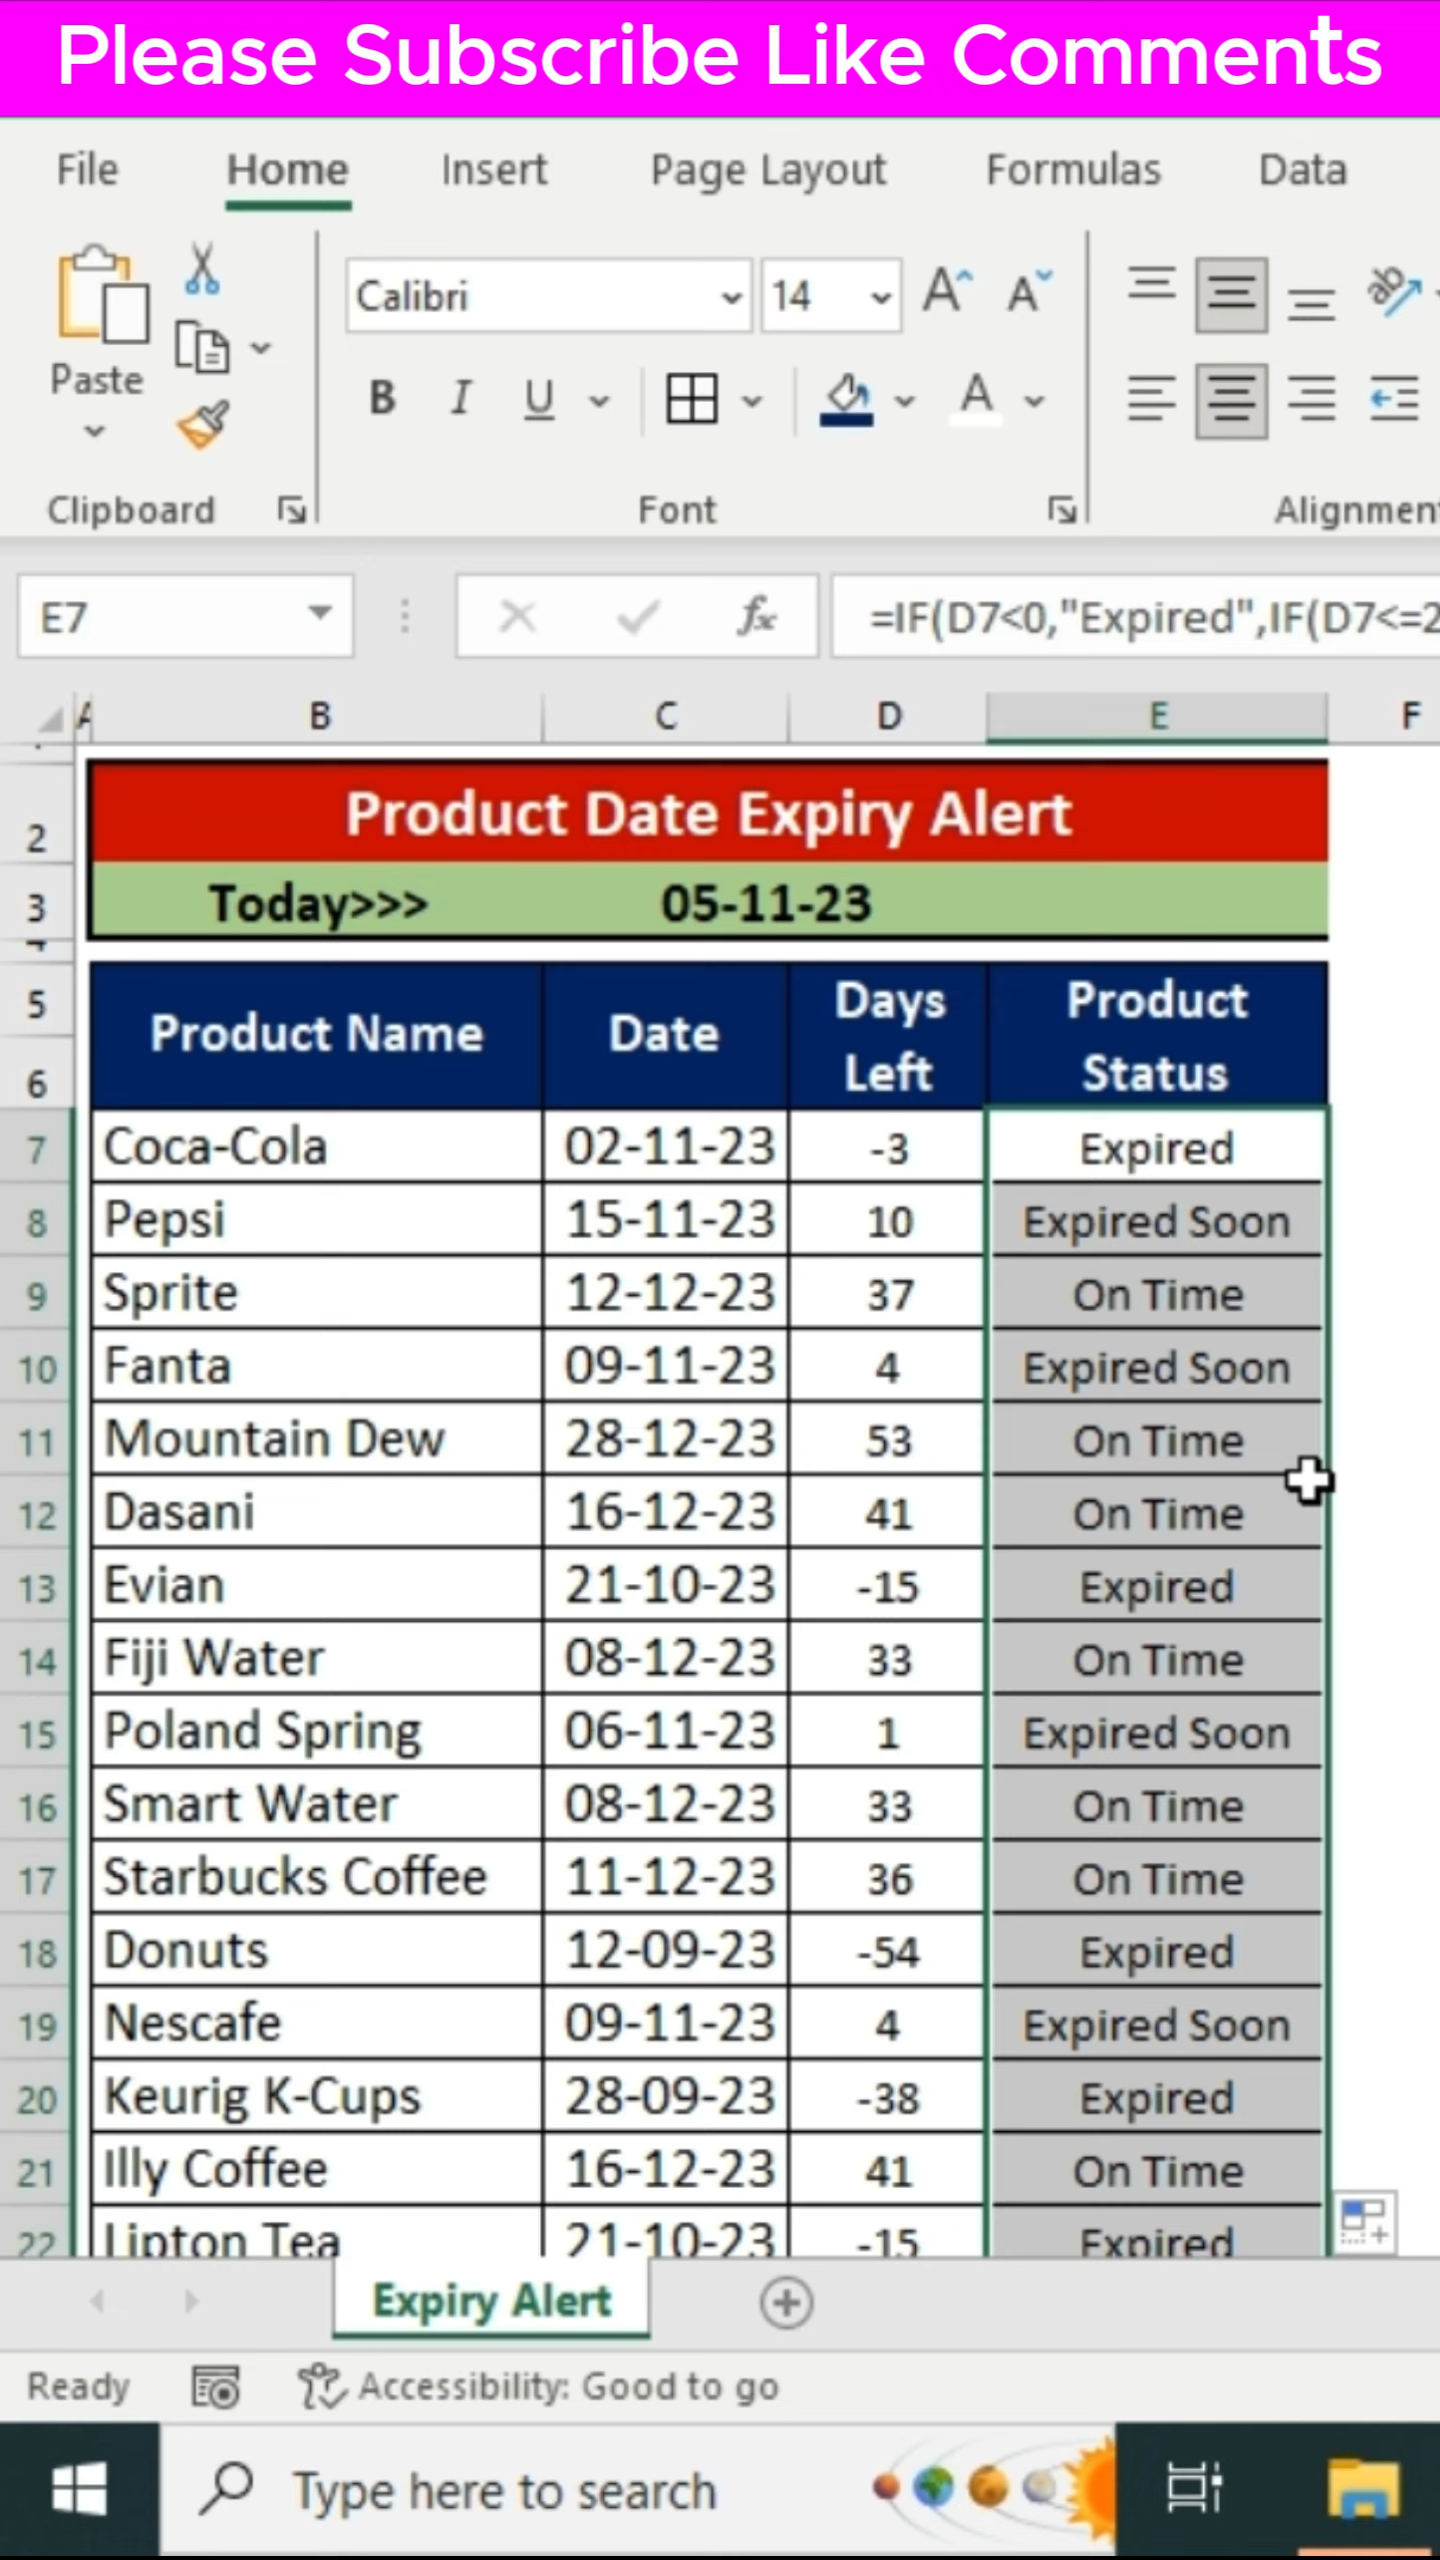 Please Subscribe Like Comments
File Home Insert Page Layout Formulas Data
Calibri 14
Paste
B I U A
Clipboard Font Alignmen
E7 fx =IF(D7<0,"Expired",IF(D7<=2
A B C D E F
2 Product Date Expiry Alert
3 Today>>> 05-11-23
5 6 Product Name Date Days Left Product Status
7 Coca-Cola 02-11-23 -3 Expired
8 Pepsi 15-11-23 10 Expired Soon
9 Sprite 12-12-23 37 On Time
10 Fanta 09-11-23 4 Expired Soon
11 Mountain Dew 28-12-23 53 On Time
12 Dasani 16-12-23 41 On Time
13 Evian 21-10-23 -15 Expired
14 Fiji Water 08-12-23 33 On Time
15 Poland Spring 06-11-23 1 Expired Soon
16 Smart Water 08-12-23 33 On Time
17 Starbucks Coffee 11-12-23 36 On Time
18 Donuts 12-09-23 -54 Expired
19 Nescafe 09-11-23 4 Expired Soon
20 Keurig K-Cups 28-09-23 -38 Expired
21 Illy Coffee 16-12-23 41 On Time
22 Lipton Tea 21-10-23 -15 Expired
Expiry Alert
Ready Accessibility: Good to go
Type here to search